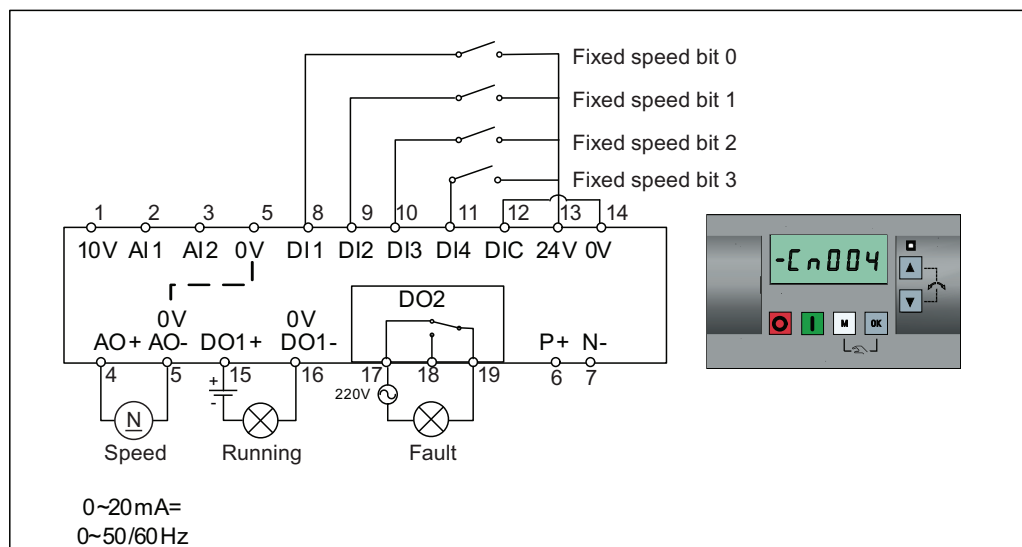 Fixed speed bit 0
Fixed speed bit 1
Fixed speed bit 2
Fixed speed bit 3
1 2 3 5 8 9 10 11 12 13 14
10V AI1 AI2 0V DI1 DI2 DI3 DI4 DIC 24V 0V
-Cn004
DO2
0V 0V
AO+ AO- DO1+ DO1- P+ N-
M OK
4 5 15 16 17 18 19 6 7
+
-
220V
N
Speed Running Fault
0~20mA=
0~50/60Hz